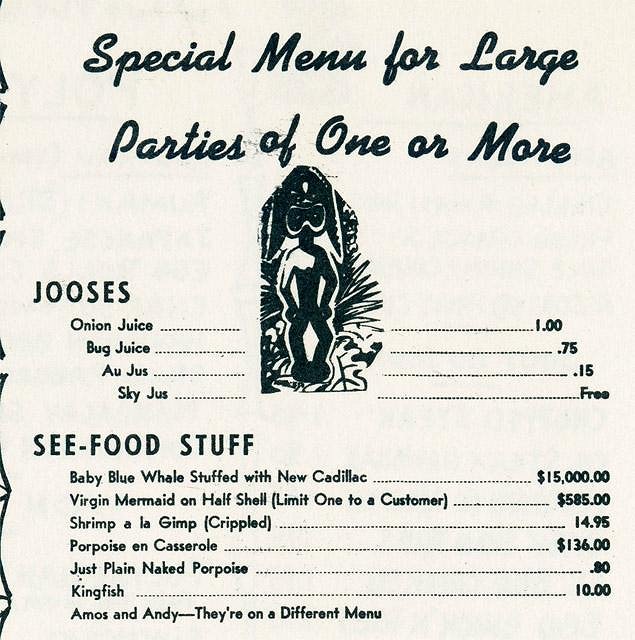 Special Menu for Large
Parties of One or More
JOOSES
Onion Juice 1.00
Bug Juice .75
Au Jus .15
Sky Jus Free
SEE-FOOD STUFF
Baby Blue Whale Stuffed with New Cadillac $15,000.00
Virgin Mermaid on Half Shell (Limit One to a Customer) $585.00
Shrimp a la Gimp (Crippled) 14.95
Porpoise en Casserole $136.00
Just Plain Naked Porpoise .80
Kingfish 10.00
Amos and Andy—They're on a Different Menu